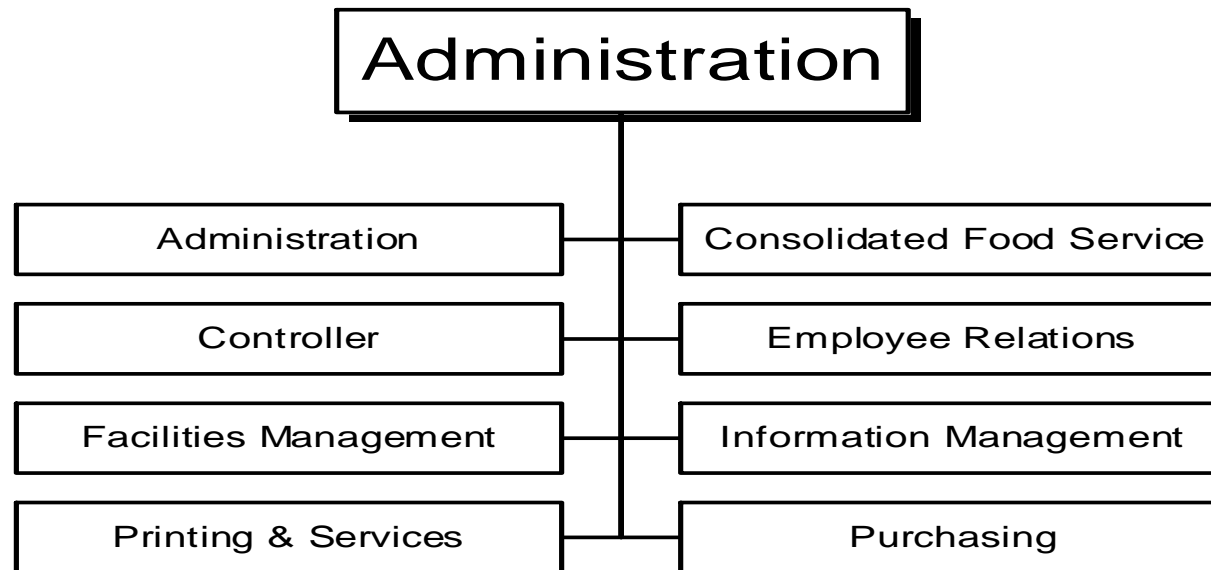 Administration
Administration
Consolidated Food Service
Controller
Employee Relations
Facilities Management
Information Management
Printing & Services
Purchasing